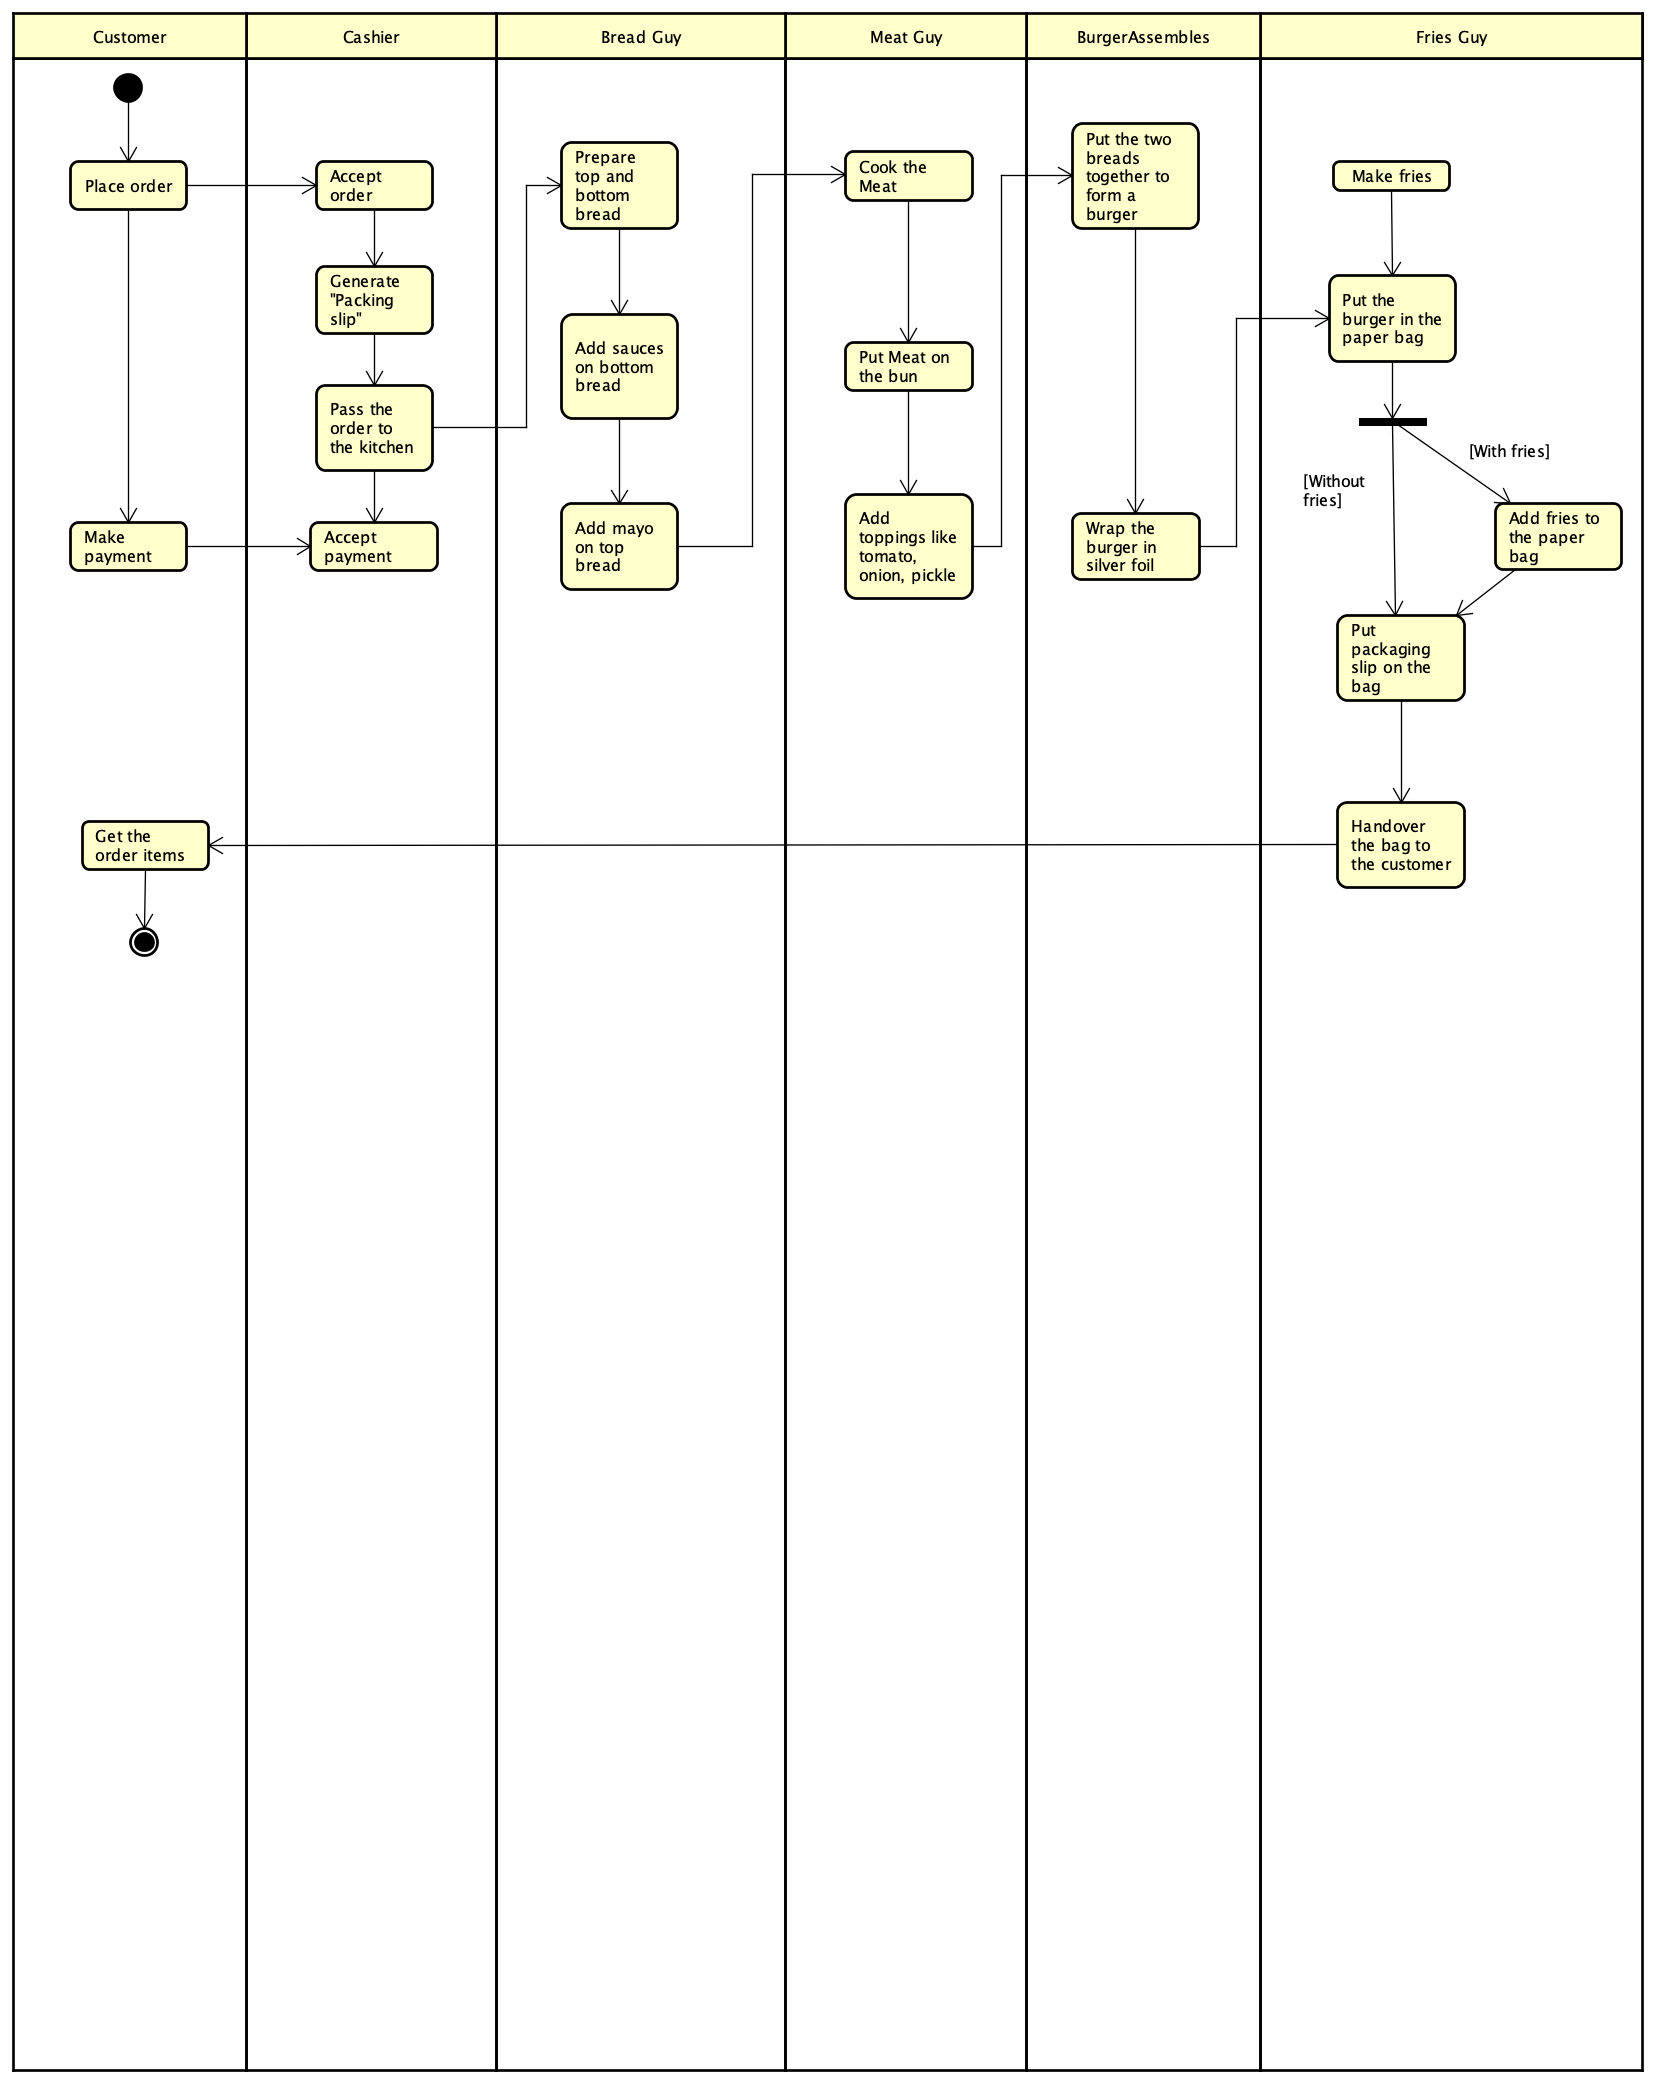 Customer
Cashier
Bread Guy
Meat Guy
BurgerAssembles
Fries Guy
Place order
Make
payment
Get the
order items
Accept
order
Generate
"Packing
slip"
Pass the
order to
the kitchen
Accept
payment
Prepare
top and
bottom
bread
Add sauces
on bottom
bread
Add mayo
on top
bread
Cook the
Meat
Put Meat on
the bun
Add
toppings like
tomato,
onion, pickle
Put the two
breads
together to
form a
burger
Wrap the
burger in
silver foil
Make fries
Put the
burger in the
paper bag
[With fries]
[Without
fries]
Add fries to
the paper
bag
Put
packaging
slip on the
bag
Handover
the bag to
the customer